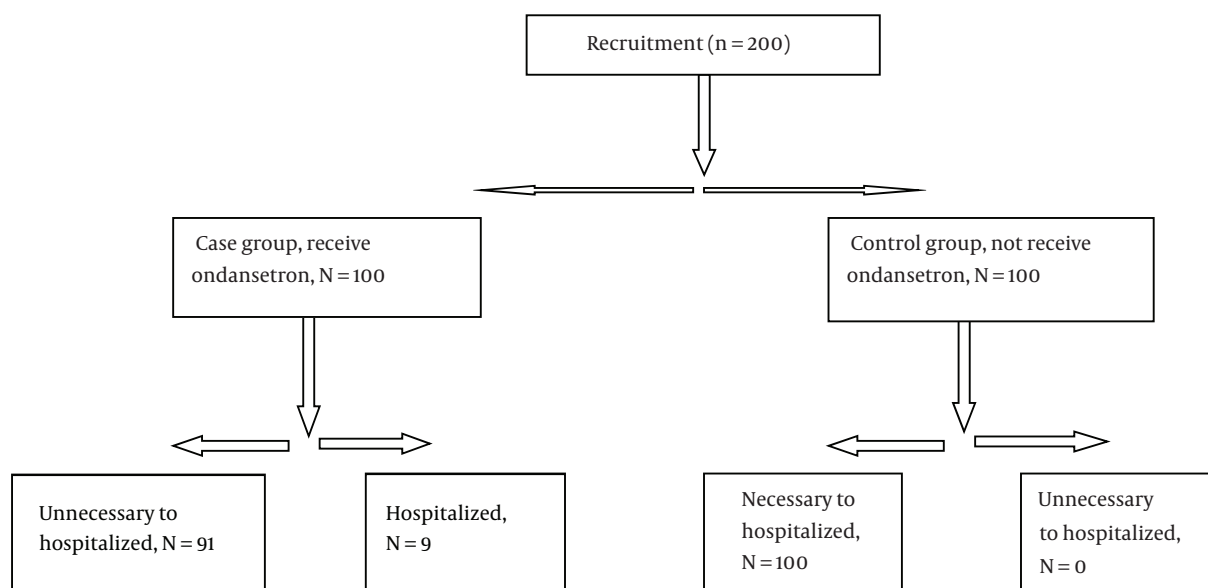 Recruitment (n = 200)
Case group, receive
ondansetron, N = 100
Control group, not receive
ondansetron, N = 100
Unnecessary to
hospitalized, N = 91
Hospitalized,
N = 9
Necessary to
hospitalized,
N = 100
Unnecessary
to hospitalized,
N = 0